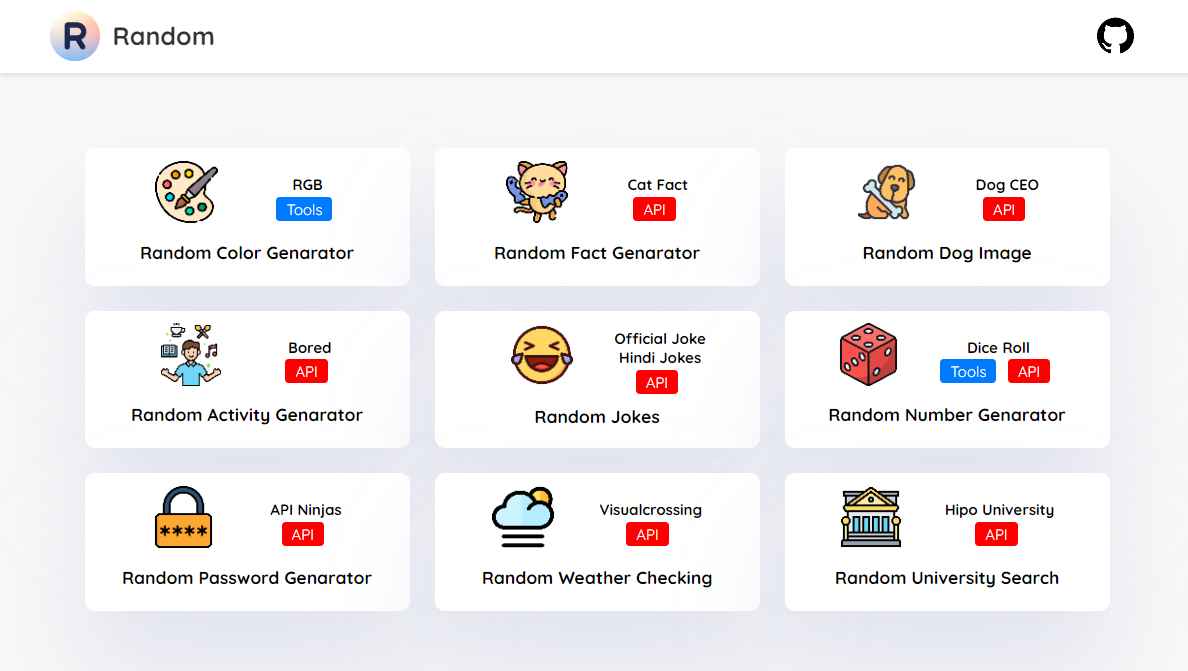 R Random
RGB
Tools
Random Color Genarator
Cat Fact
API
Random Fact Genarator
Dog CEO
API
Random Dog Image
Bored
API
Random Activity Genarator
Official Joke
Hindi Jokes
API
Random Jokes
Dice Roll
Tools API
Random Number Genarator
****
API Ninjas
API
Random Password Genarator
Visualcrossing
API
Random Weather Checking
Hipo University
API
Random University Search